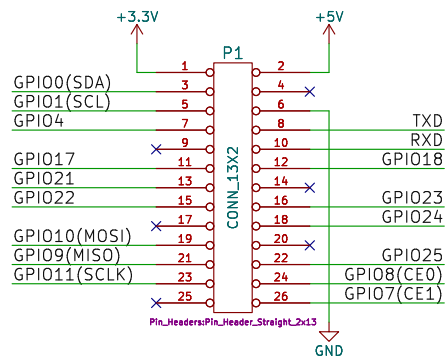 +3.3V +5V
P1
1 2
GPIO0(SDA) 3 4
GPIO1(SCL) 5 6
GPIO4 7 8 TXD
9 10 RXD
GPIO17 11 12 GPIO18
GPIO21 13 14
GPIO22 15 16 GPIO23
17 18 GPIO24
GPIO10(MOSI) 19 20
GPIO9(MISO) 21 22 GPIO25
GPIO11(SCLK) 23 24 GPIO8(CE0)
25 26 GPIO7(CE1)
CONN_13X2
Pin_Headers:Pin_Header_Straight_2x13
GND